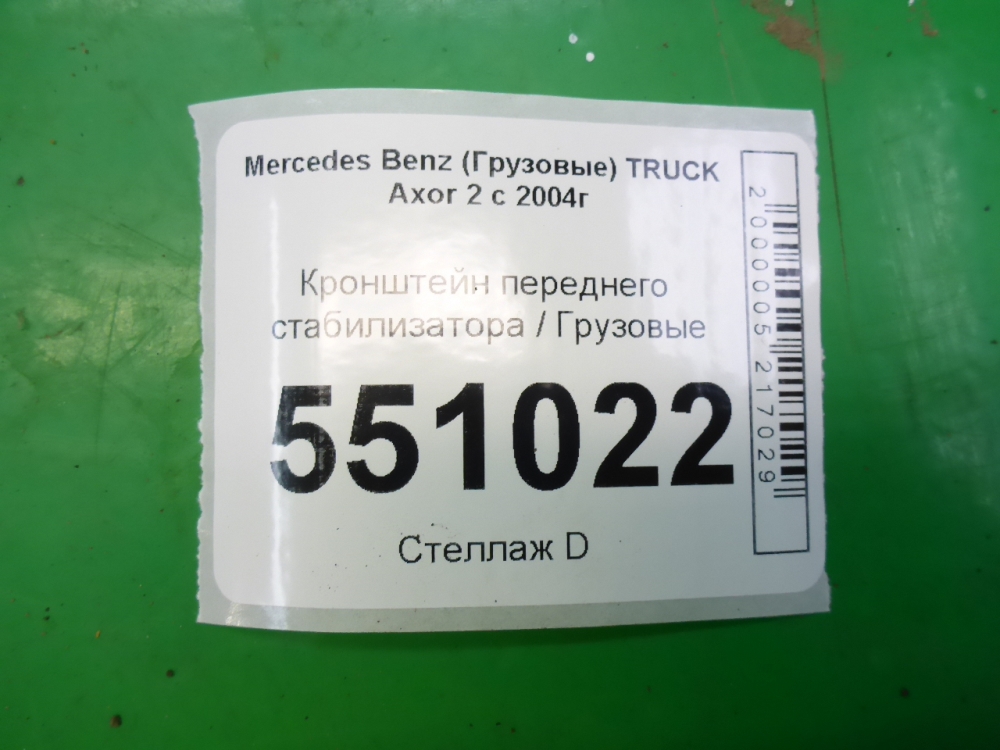 Mercedes Benz (Грузовые) TRUCK
Axor 2 с 2004г
Кронштейн переднего
стабилизатора / Грузовые
551022
Стеллаж D
2000005217029